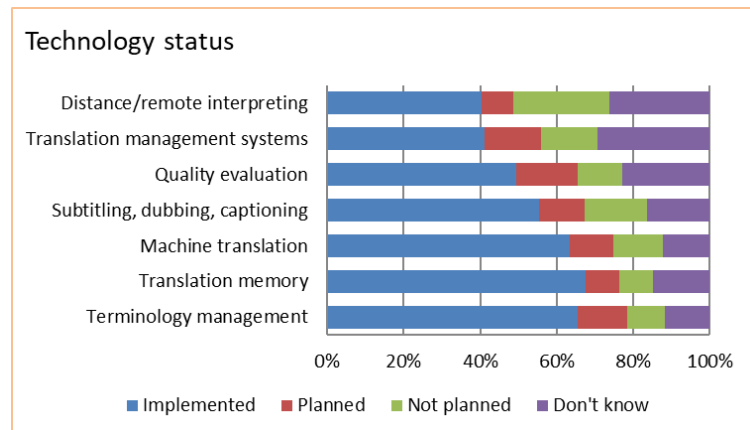 Technology status
Distance/remote interpreting
Translation management systems
Quality evaluation
Subtitling, dubbing, captioning
Machine translation
Translation memory
Terminology management
0% 20% 40% 60% 80% 100%
Implemented Planned Not planned Don't know